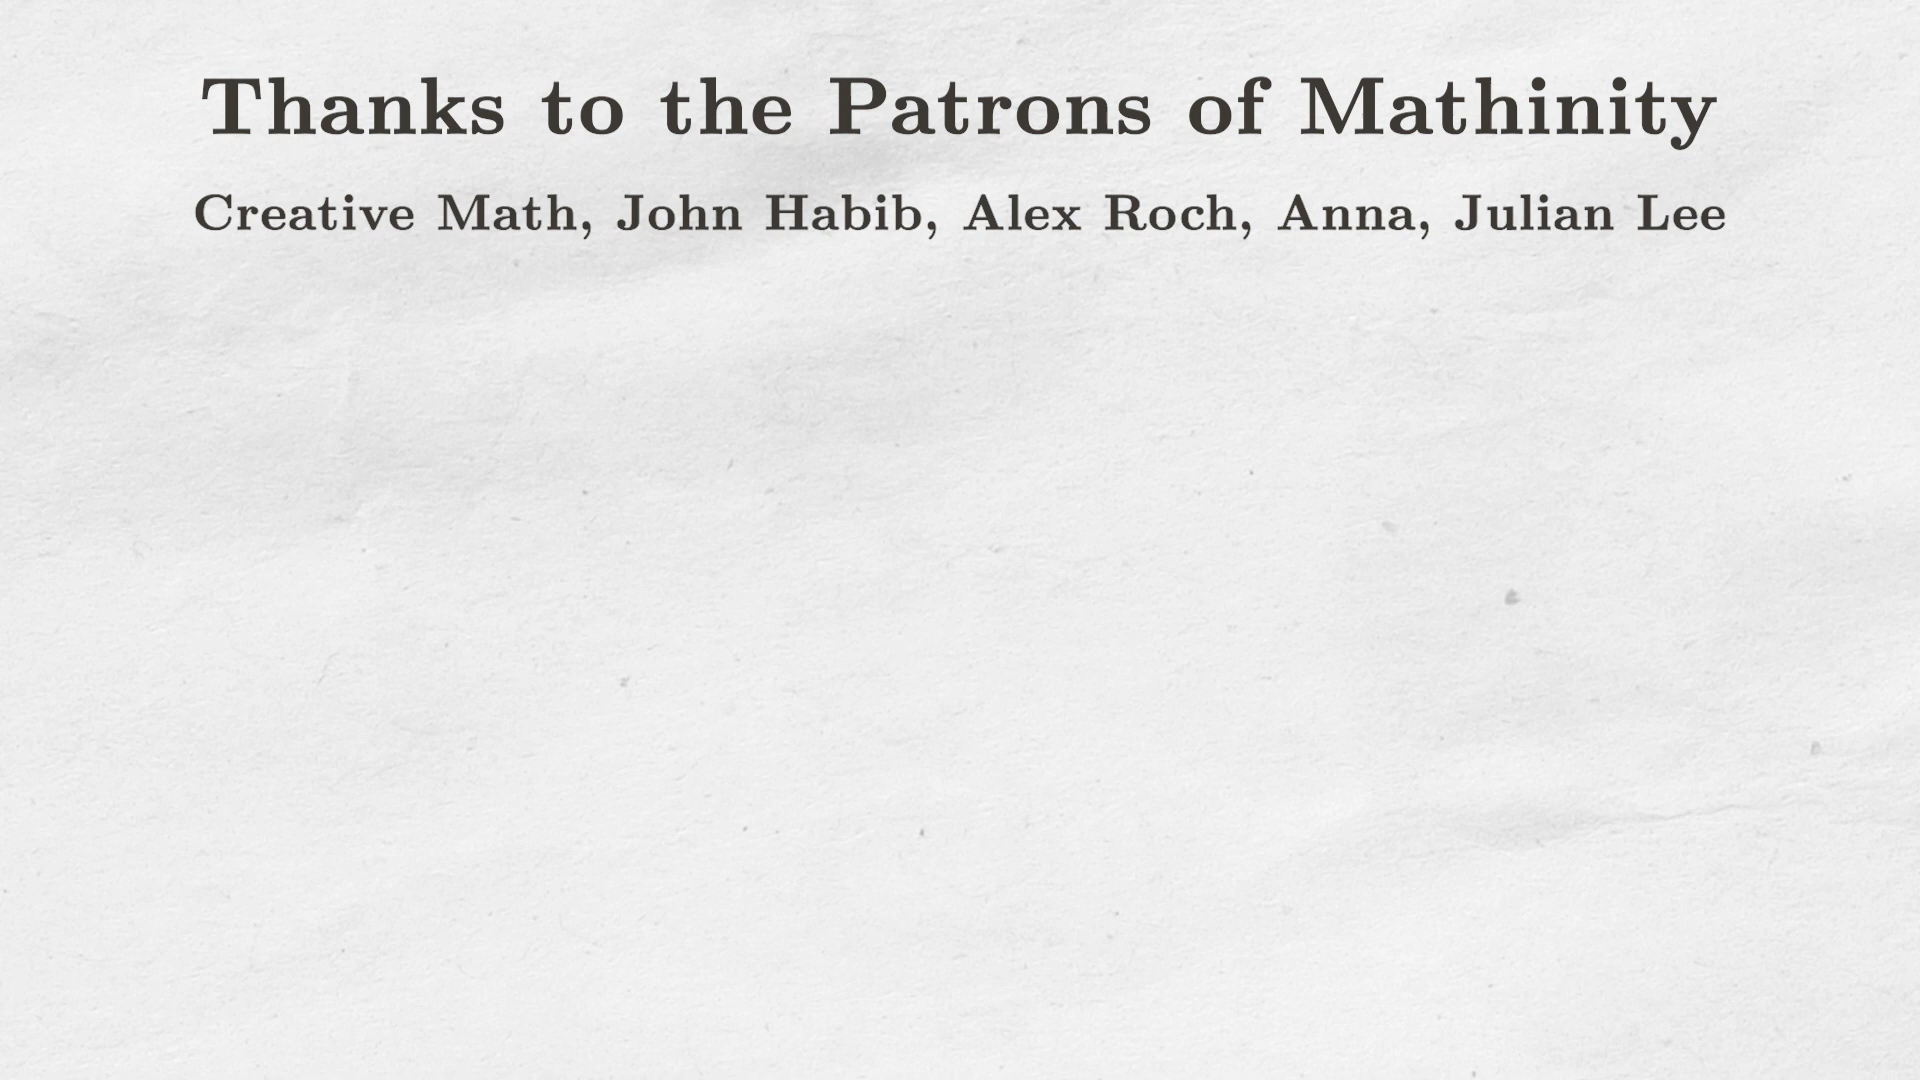 Thanks to the Patrons of Mathinity
Creative Math, John Habib, Alex Roch, Anna, Julian Lee